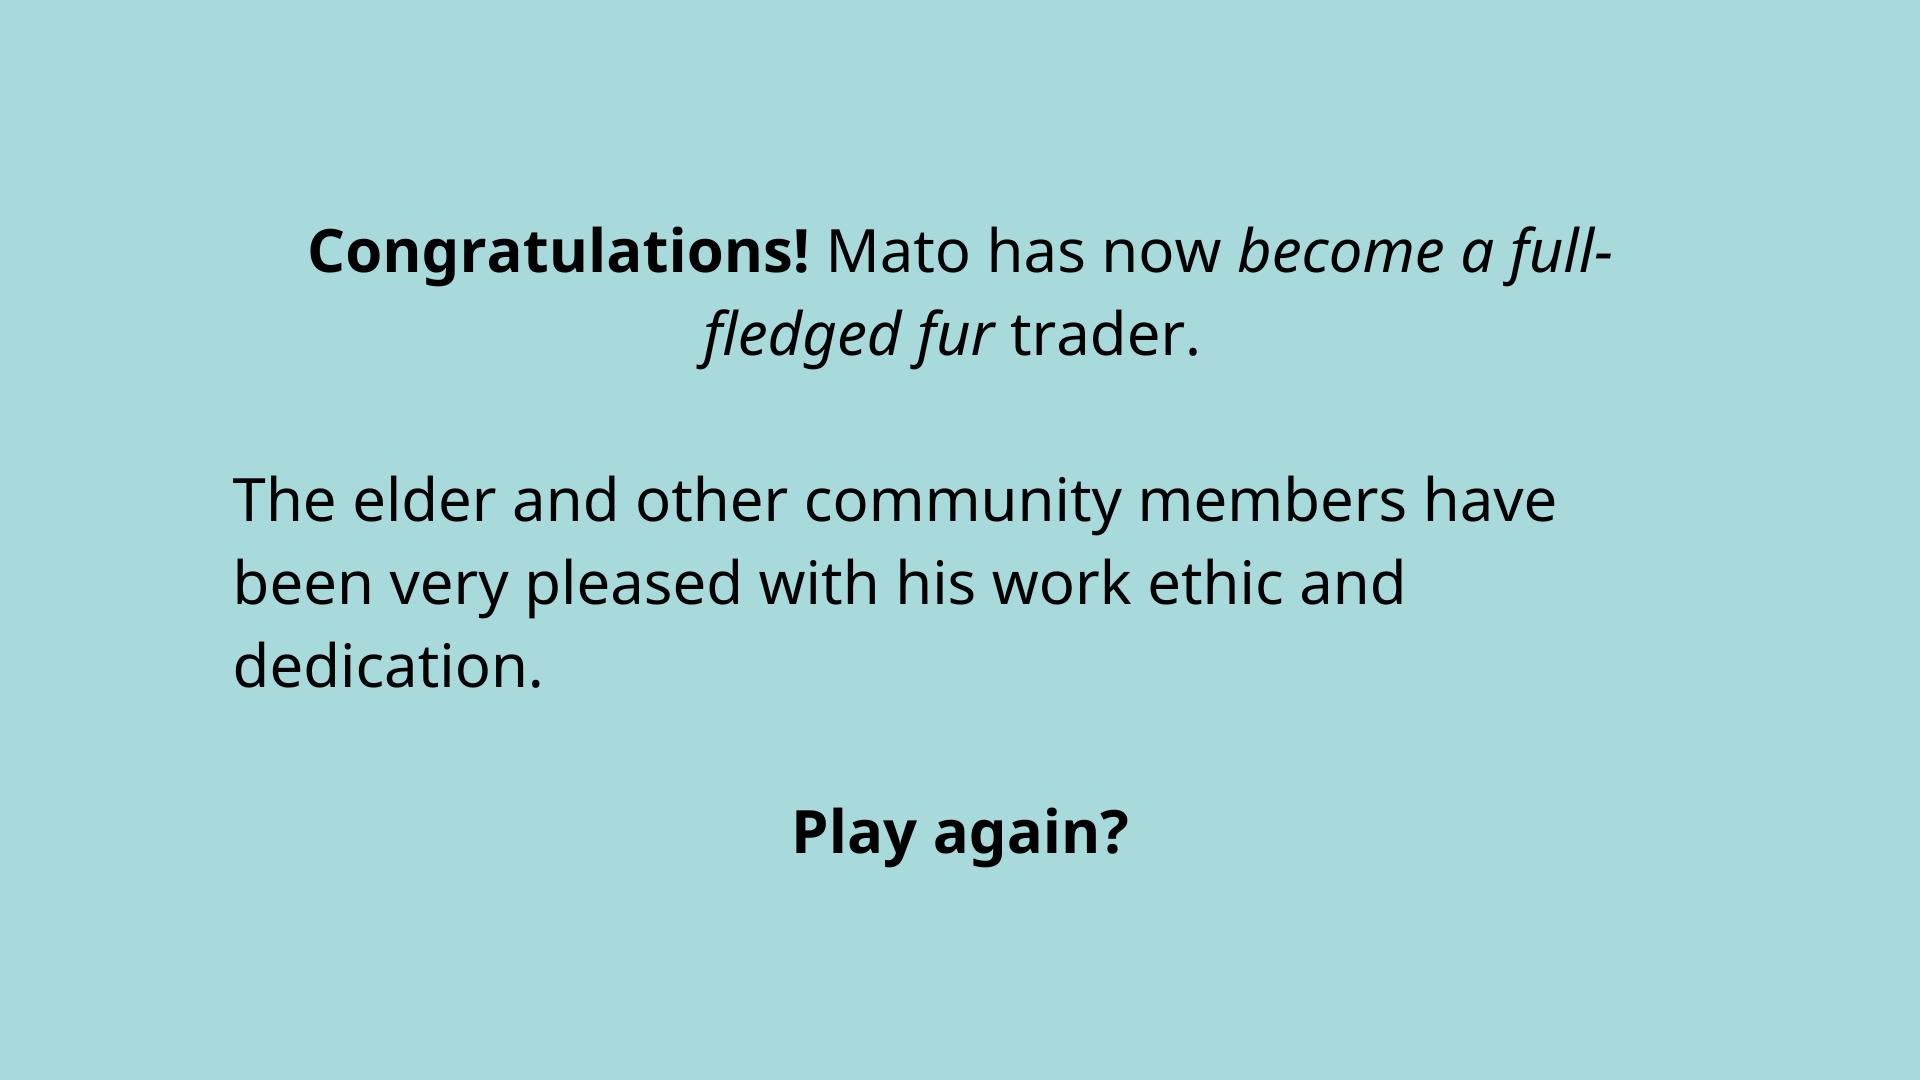 Congratulations! Mato has now become a full-
fledged fur trader.
The elder and other community members have
been very pleased with his work ethic and
dedication.
Play again?